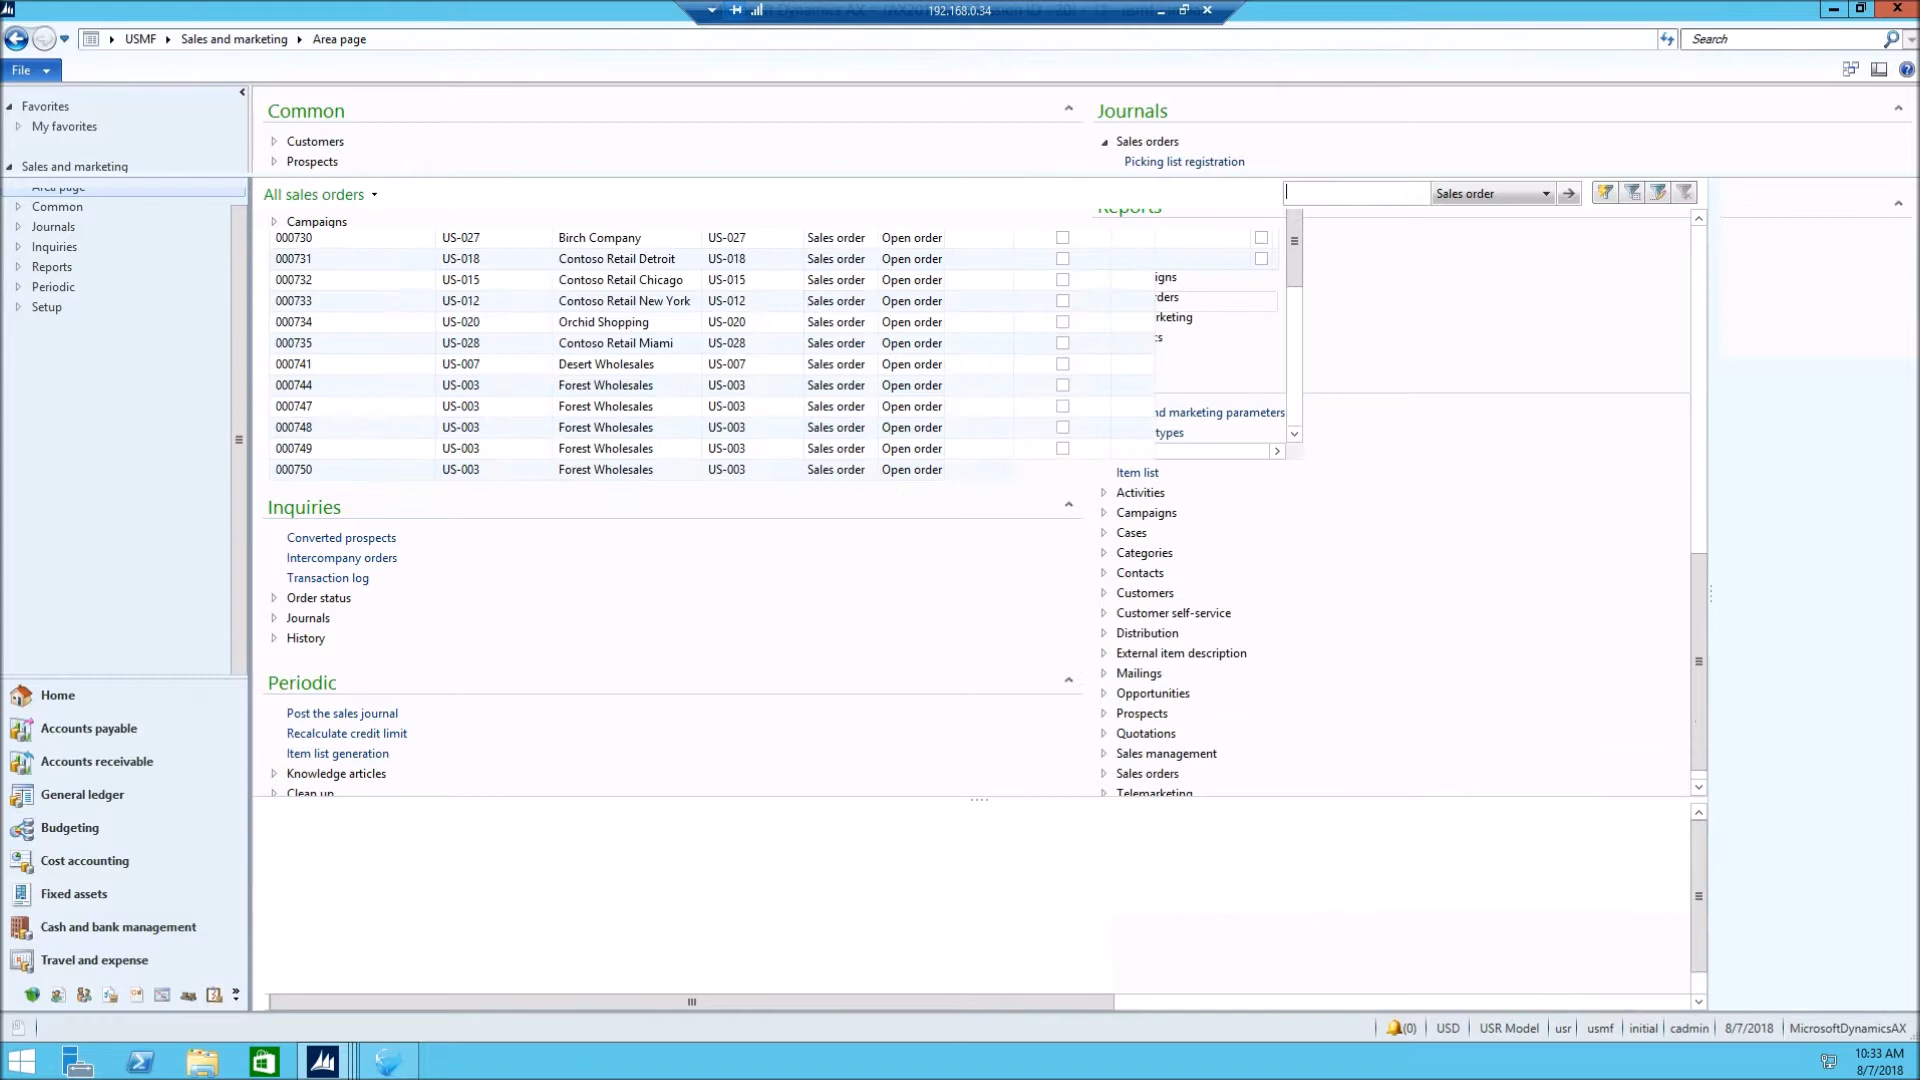 192.168.0.34
USMF Sales and marketing Area page
Search
File
Favorites
My favorites
Sales and marketing
Area page
Common
Journals
Inquiries
Reports
Periodic
Setup
Home
Accounts payable
Accounts receivable
General ledger
Budgeting
Cost accounting
Fixed assets
Cash and bank management
Travel and expense
Common
Customers
Prospects
All sales orders
Campaigns
000730 US-027 Birch Company US-027 Sales order Open order
000731 US-018 Contoso Retail Detroit US-018 Sales order Open order
000732 US-015 Contoso Retail Chicago US-015 Sales order Open order
000733 US-012 Contoso Retail New York US-012 Sales order Open order
000734 US-020 Orchid Shopping US-020 Sales order Open order
000735 US-028 Contoso Retail Miami US-028 Sales order Open order
000741 US-007 Desert Wholesales US-007 Sales order Open order
000744 US-003 Forest Wholesales US-003 Sales order Open order
000747 US-003 Forest Wholesales US-003 Sales order Open order
000748 US-003 Forest Wholesales US-003 Sales order Open order
000749 US-003 Forest Wholesales US-003 Sales order Open order
000750 US-003 Forest Wholesales US-003 Sales order Open order
Inquiries
Converted prospects
Intercompany orders
Transaction log
Order status
Journals
History
Periodic
Post the sales journal
Recalculate credit limit
Item list generation
Knowledge articles
Clean up
Journals
Sales orders
Picking list registration
Sales order
Reports
igns
rders
rketing
cs
nd marketing parameters
types
Item list
Activities
Campaigns
Cases
Categories
Contacts
Customers
Customer self-service
Distribution
External item description
Mailings
Opportunities
Prospects
Quotations
Sales management
Sales orders
Telemarketing
(0) USD USR Model usr usmf initial cadmin 8/7/2018 MicrosoftDynamicsAX
10:33 AM
8/7/2018